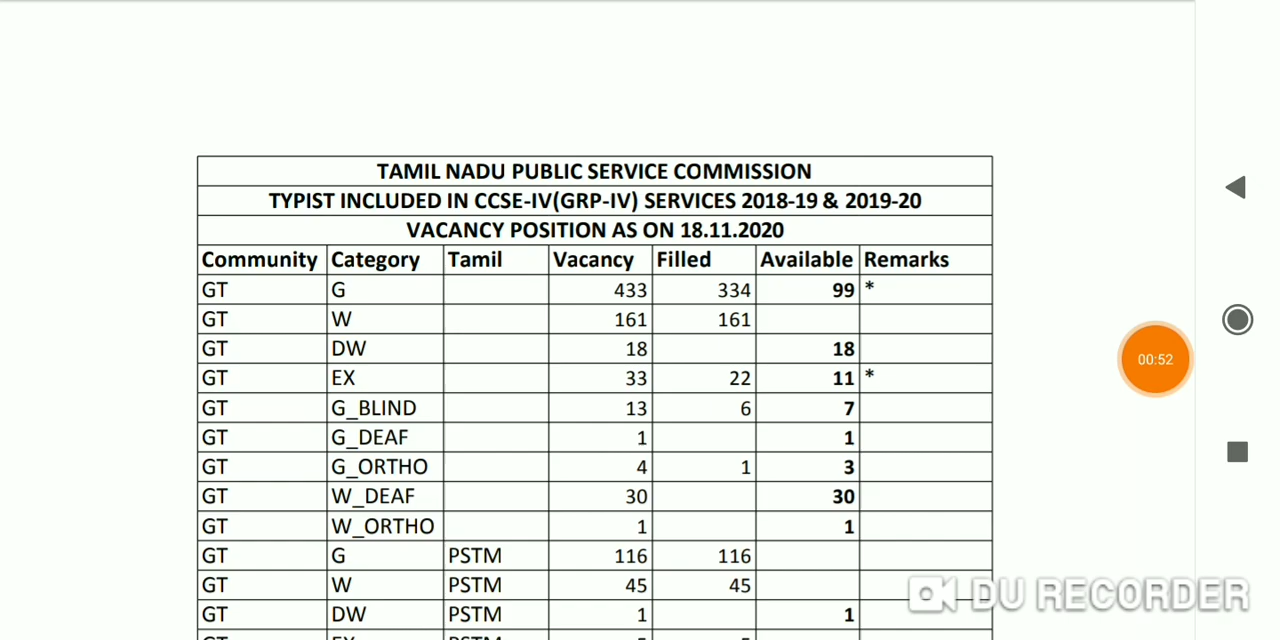 TAMIL NADU PUBLIC SERVICE COMMISSION
TYPIST INCLUDED IN CCSE-IV(GRP-IV) SERVICES 2018-19 & 2019-20
VACANCY POSITION AS ON 18.11.2020
Community Category Tamil Vacancy Filled Available Remarks
GT G 433 334 99 *
GT W 161 161
GT DW 18 18
GT EX 33 22 11 *
GT G_BLIND 13 6 7
GT G_DEAF 1 1
GT G_ORTHO 4 1 3
GT W_DEAF 30 30
GT W_ORTHO 1 1
GT G PSTM 116 116
GT W PSTM 45 45
GT DW PSTM 1 1
00:52
DU RECORDER